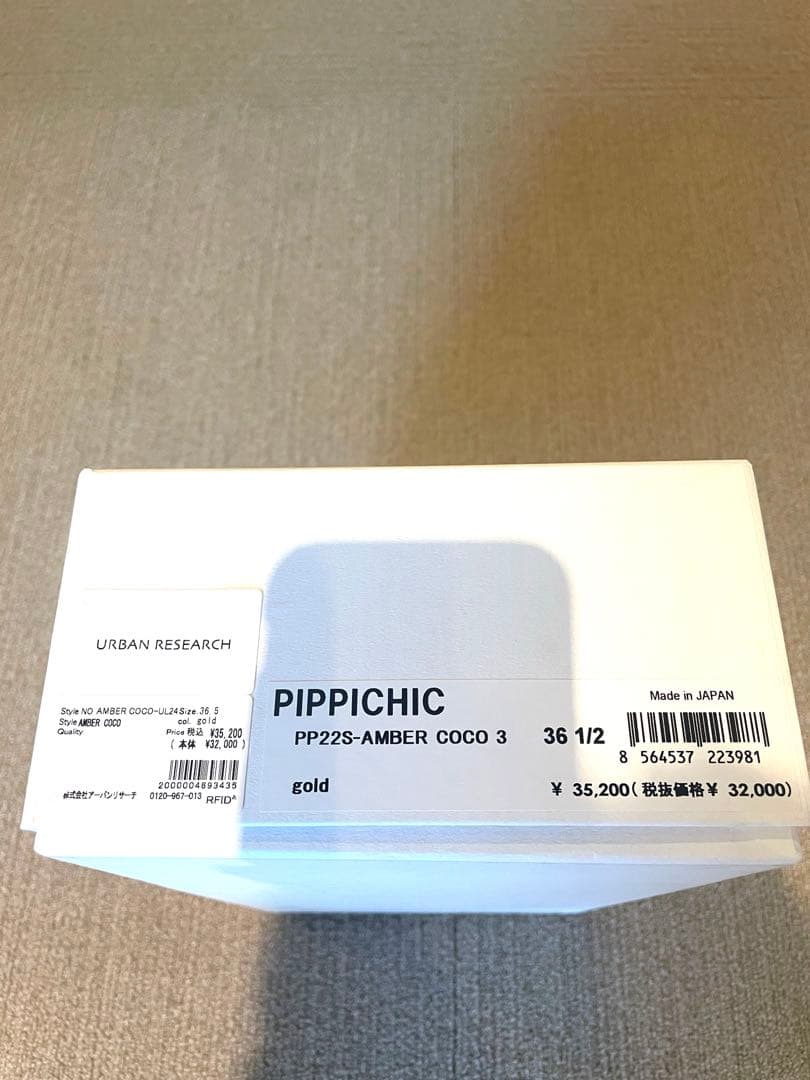 URBAN RESEARCH
Style NO AMBER COCO-UL24 Size. 36.5
Style AMBER COCO col. gold
Quality Price 税込 ¥35,200
( 本体 ¥32,000 )
2000004893435
株式会社アーバンリサーチ 0120-967-013 RFID
PIPPICHIC
Made in JAPAN
PP22S-AMBER COCO 3 36 1/2
8 564537 223981
gold
¥ 35,200(税抜価格¥ 32,000)